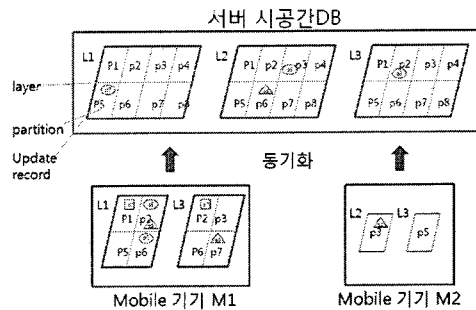 서버 시공간DB
L1 P1 p2 p3 p4
P5 p6 p7 p8
L2 P1 p2 p3 p4
P5 p6 p7 p8
L3 P1 p2 p3 p4
P5 p6 p7 p8
layer
partition
Update
record
동기화
L1 P1 p2
P5 p6
L3 P2 p3
P6 p7
L2 p3
L3 p5
Mobile 기기 M1
Mobile 기기 M2